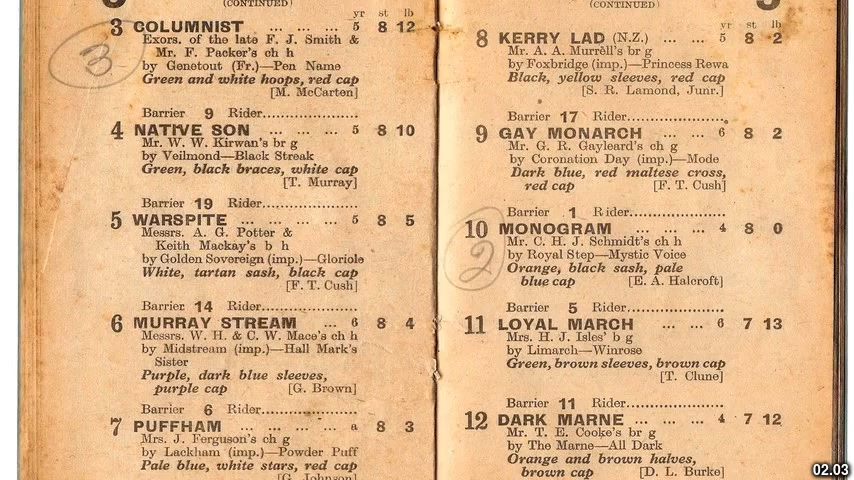 (CONTINUED)
yr st lb
3 COLUMNIST ... ... ... 5 8 12
Exors. of the late F. J. Smith &
Mr. F. Packer's ch h
by Genetout (Fr.)—Pen Name
Green and white hoops, red cap
[M. McCarten]
3
Barrier 9 Rider
4 NATIVE SON ... ... ... 5 8 10
Mr. W. W. Kirwan's br g
by Veilmond—Black Streak
Green, black braces, white cap
[T. Murray]
Barrier 19 Rider
5 WARSPITE ... ... ... ... 5 8 5
Messrs. A. G. Potter &
Keith Mackay's b h
by Golden Sovereign (imp.)—Gloriole
White, tartan sash, black cap
[F. T. Cush]
Barrier 14 Rider
6 MURRAY STREAM ... 6 8 4
Messrs. W. H. & C. W. Mace's ch h
by Midstream (imp.)—Hall Mark's
Sister
Purple, dark blue sleeves,
purple cap [G. Brown]
Barrier 6 Rider
7 PUFFHAM ... ... ... ... a 8 3
Mrs. J. Ferguson's ch g
by Lackham (imp.)—Powder Puff
Pale blue, white stars, red cap
[G. Johnson]
(CONTINUED)
yr st lb
8 KERRY LAD (N.Z.) ... ... 5 8 2
Mr. A. A. Murrell's br g
by Foxbridge (imp.)—Princess Rewa
Black, yellow sleeves, red cap
[S. R. Lamond, Junr.]
Barrier 17 Rider
9 GAY MONARCH ... ... 6 8 2
Mr. G. R. Gayleard's ch g
by Coronation Day (imp.)—Mode
Dark blue, red maltese cross,
red cap [F. T. Cush]
Barrier 1 Rider
10 MONOGRAM ... ... ... 4 8 0
Mr. C. H. J. Schmidt's ch h
by Royal Step—Mystic Voice
Orange, black sash, pale
blue cap [E. A. Halcroft]
2
Barrier 5 Rider
11 LOYAL MARCH ... ... 6 7 13
Mrs. H. J. Isles' b g
by Limarch—Winrose
Green, brown sleeves, brown cap
[T. Clune]
Barrier 11 Rider
12 DARK MARNE ... ... ... 4 7 12
Mr. T. E. Cooke's br g
by The Marne—All Dark
Orange and brown halves,
brown cap [D. L. Burke]
02.03